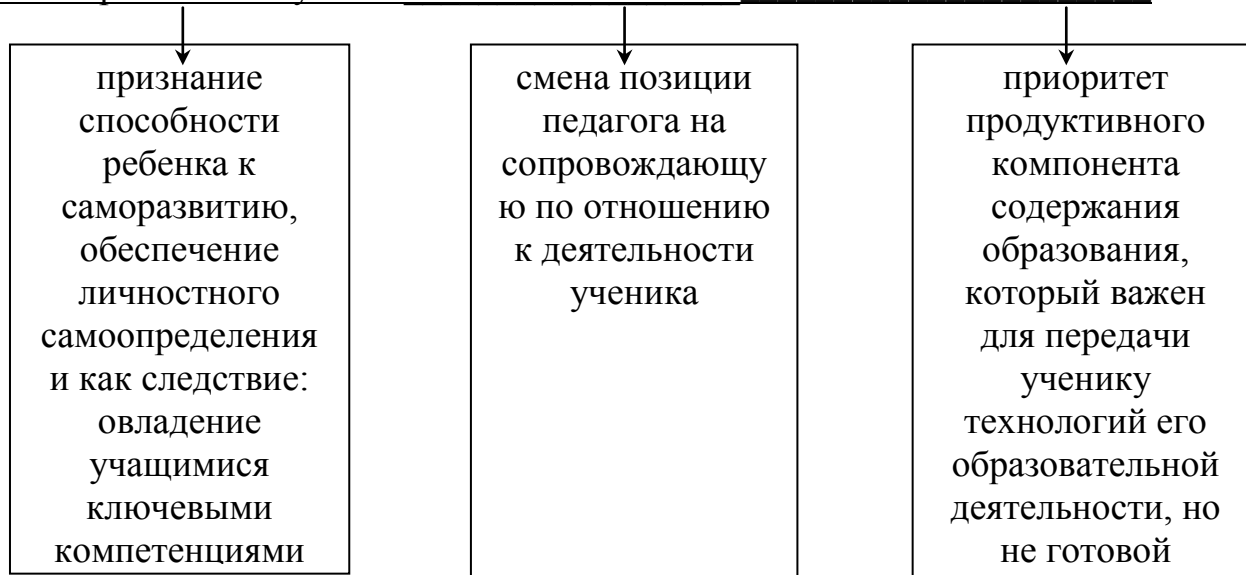 признание
способности
ребенка к
саморазвитию,
обеспечение
личностного
самоопределения
и как следствие:
овладение
учащимися
ключевыми
компетенциями
смена позиции
педагога на
сопровождающу
ю по отношению
к деятельности
ученика
приоритет
продуктивного
компонента
содержания
образования,
который важен
для передачи
ученику
технологий его
образовательной
деятельности, но
не готовой